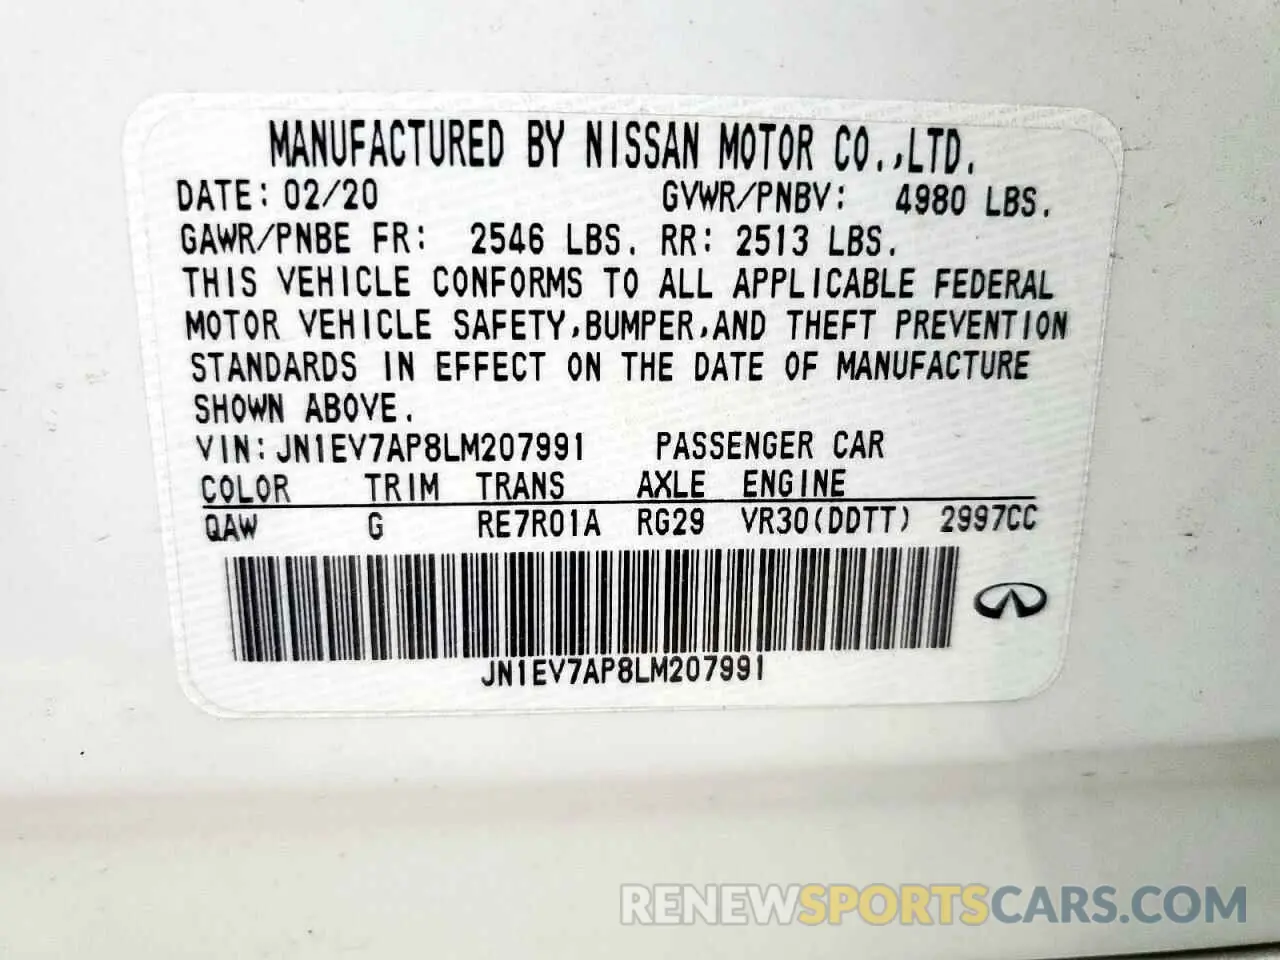 MANUFACTURED BY NISSAN MOTOR CO.,LTD.
DATE: 02/20 GVWR/PNBV: 4980 LBS.
GAWR/PNBE FR: 2546 LBS. RR: 2513 LBS.
THIS VEHICLE CONFORMS TO ALL APPLICABLE FEDERAL
MOTOR VEHICLE SAFETY,BUMPER,AND THEFT PREVENTION
STANDARDS IN EFFECT ON THE DATE OF MANUFACTURE
SHOWN ABOVE.
VIN:JN1EV7AP8LM207991 PASSENGER CAR
COLOR TRIM TRANS AXLE ENGINE
QAW G RE7R01A RG29 VR30(DDTT) 2997CC
JN1EV7AP8LM207991
RENEWSPORTSCARS.COM